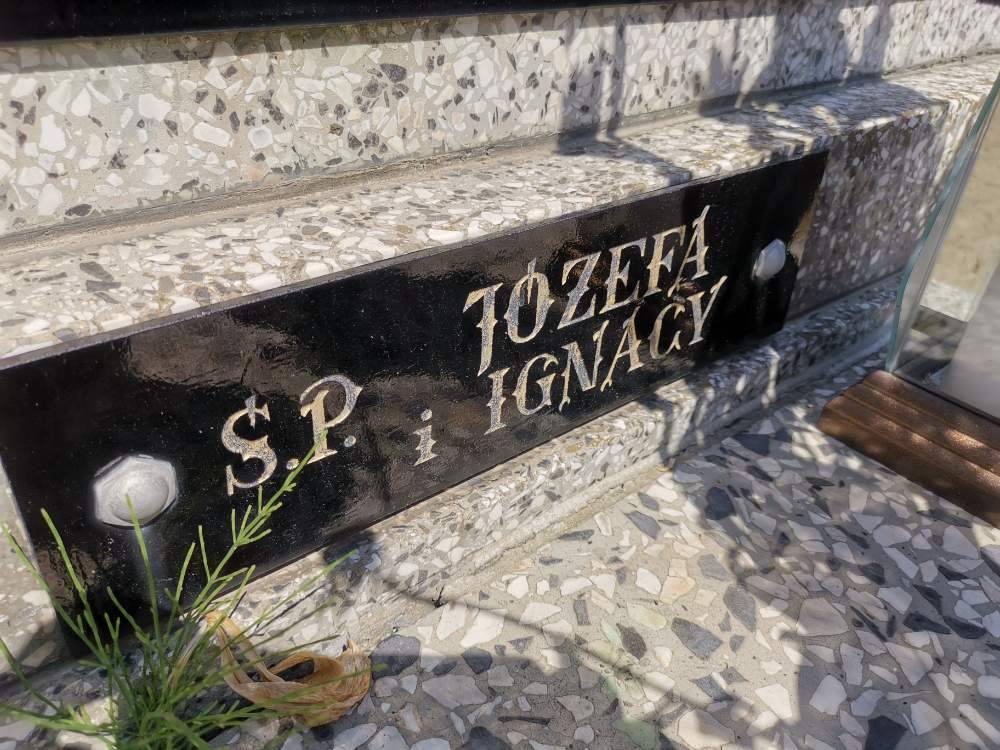 Ś.P. JÓZEFA
i IGNACY